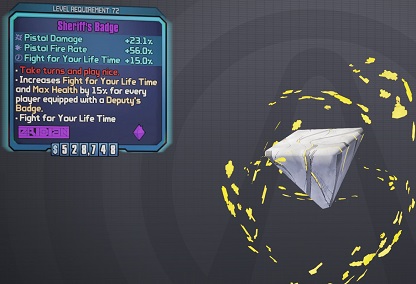 LEVEL REQUIREMENT: 72
Sheriff's Badge
Pistol Damage +23.1%
Pistol Fire Rate +56.0%
Fight for Your Life Time +15.0%
• Take turns and play nice.
• Increases Fight for Your Life Time
and Max Health by 15% for every
player equipped with a Deputy's
Badge.
• Fight for Your Life Time
$520,740